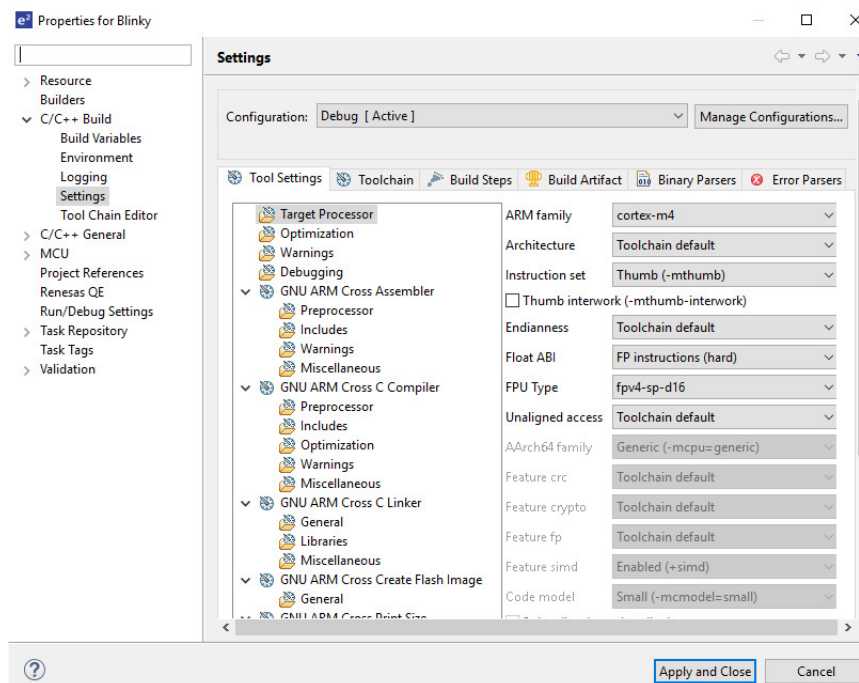 e² Properties for Blinky
Settings
Resource
Builders
C/C++ Build
Build Variables
Environment
Logging
Settings
Tool Chain Editor
C/C++ General
MCU
Project References
Renesas QE
Run/Debug Settings
Task Repository
Task Tags
Validation
Configuration: Debug [ Active ] Manage Configurations...
Tool Settings Toolchain Build Steps Build Artifact Binary Parsers Error Parsers
Target Processor
Optimization
Warnings
Debugging
GNU ARM Cross Assembler
Preprocessor
Includes
Warnings
Miscellaneous
GNU ARM Cross C Compiler
Preprocessor
Includes
Optimization
Warnings
Miscellaneous
GNU ARM Cross C Linker
General
Libraries
Miscellaneous
GNU ARM Cross Create Flash Image
General
GNU ARM Cross Print Size
ARM family cortex-m4
Architecture Toolchain default
Instruction set Thumb (-mthumb)
Thumb interwork (-mthumb-interwork)
Endianness Toolchain default
Float ABI FP instructions (hard)
FPU Type fpv4-sp-d16
Unaligned access Toolchain default
AArch64 family Generic (-mcpu=generic)
Feature crc Toolchain default
Feature crypto Toolchain default
Feature fp Toolchain default
Feature simd Enabled (+simd)
Code model Small (-mcmodel=small)
Apply and Close Cancel